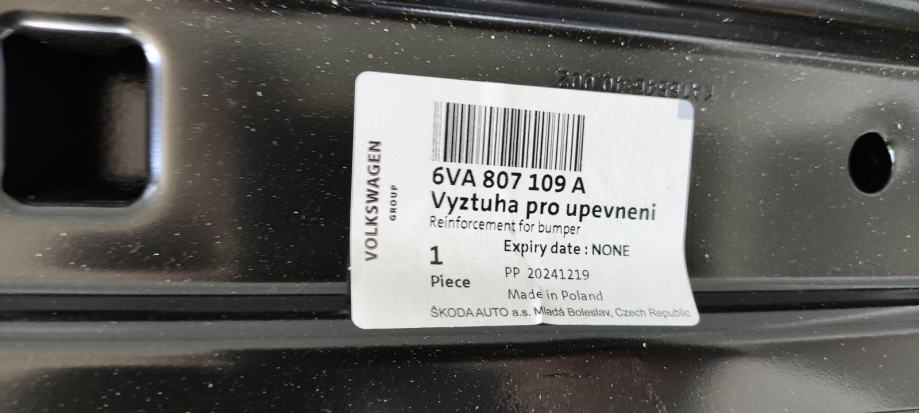 VOLKSWAGEN
GROUP
6VA 807 109 A
Vyztuha pro upevneni
Reinforcement for bumper
1
Piece
Expiry date : NONE
PP 20241219
Made in Poland
ŠKODA AUTO a.s. Mladá Boleslav, Czech Republic